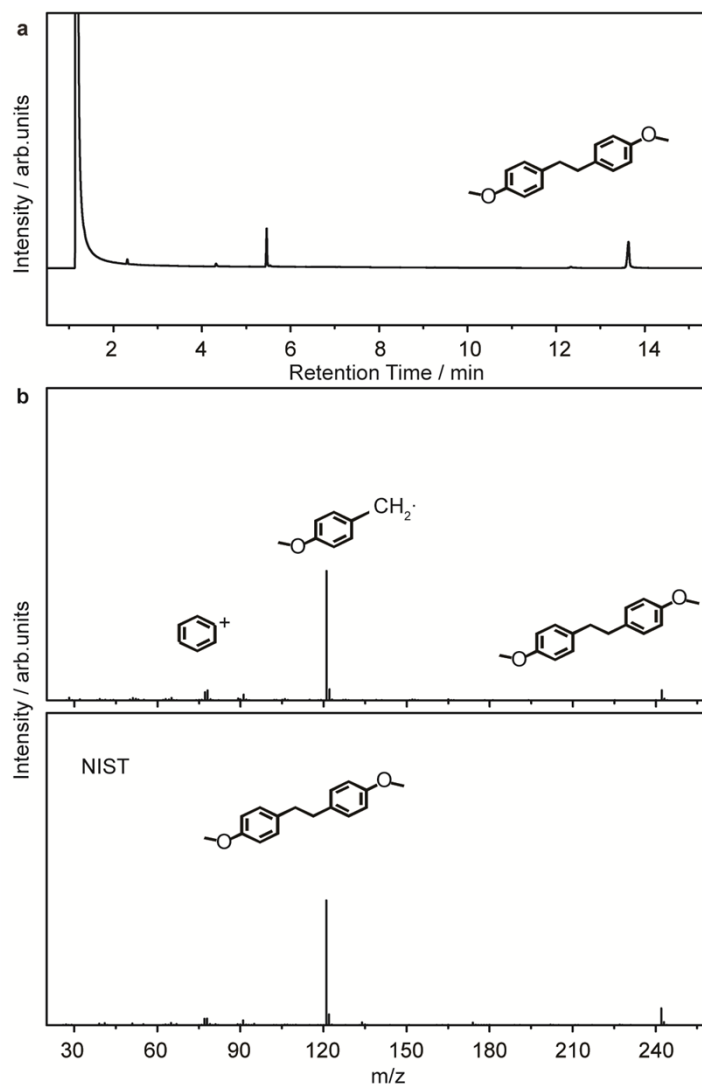 a
Intensity / arb.units
O
O
2 4 6 8 10 12 14
Retention Time / min
b
Intensity / arb.units
CH2·
O
+
O
O
NIST
O
O
30 60 90 120 150 180 210 240
m/z